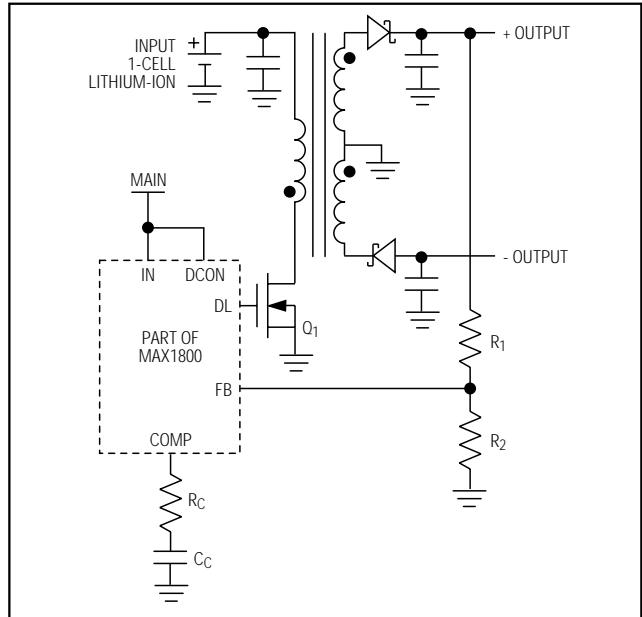 INPUT
1-CELL
LITHIUM-ION
+
+ OUTPUT
- OUTPUT
MAIN
IN
DCON
DL
Q1
PART OF
MAX1800
FB
COMP
R1
R2
RC
CC